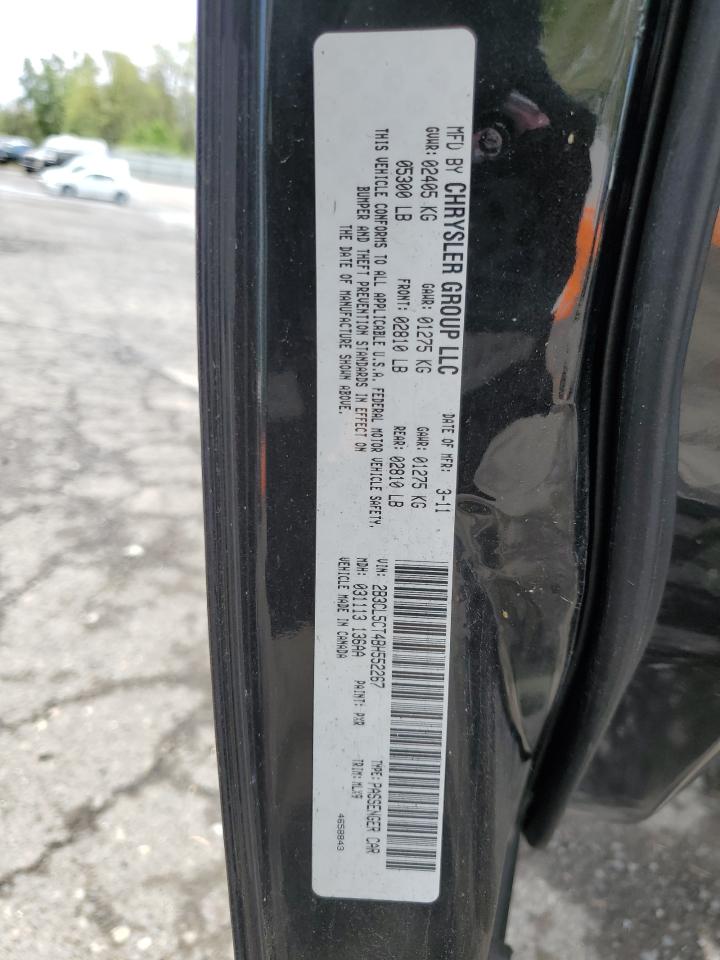 MFD BY CHRYSLER GROUP LLC DATE OF MFR: 3-11
GVWR: 02405 KG GAWR: 01275 KG GAWR: 01275 KG
05300 LB FRONT: 02810 LB REAR: 02810 LB
THIS VEHICLE CONFORMS TO ALL APPLICABLE U.S.A. FEDERAL MOTOR VEHICLE SAFETY,
BUMPER AND THEFT PREVENTION STANDARDS IN EFFECT ON
THE DATE OF MANUFACTURE SHOWN ABOVE.
VIN: 2B3CL5CT4BH552267 TYPE: PASSENGER CAR
MDH: 031113 136AA PAINT: PXR TRIM: MLX9
VEHICLE MADE IN CANADA 4658843